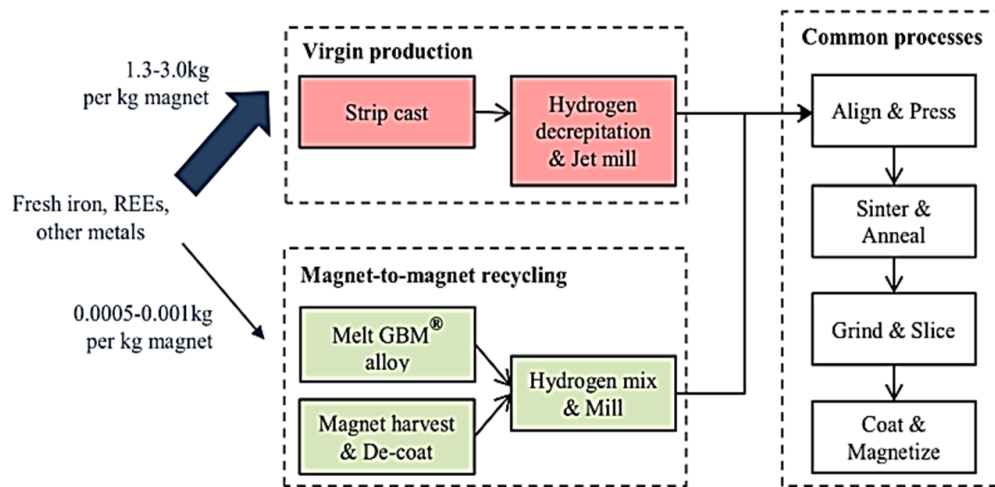 Virgin production
1.3-3.0kg
per kg magnet
Strip cast
Hydrogen
decrepitation
& Jet mill
Fresh iron, REEs,
other metals
0.0005-0.001kg
per kg magnet
Magnet-to-magnet recycling
Melt GBM®
alloy
Magnet harvest
& De-coat
Hydrogen mix
& Mill
Common processes
Align & Press
Sinter &
Anneal
Grind & Slice
Coat &
Magnetize